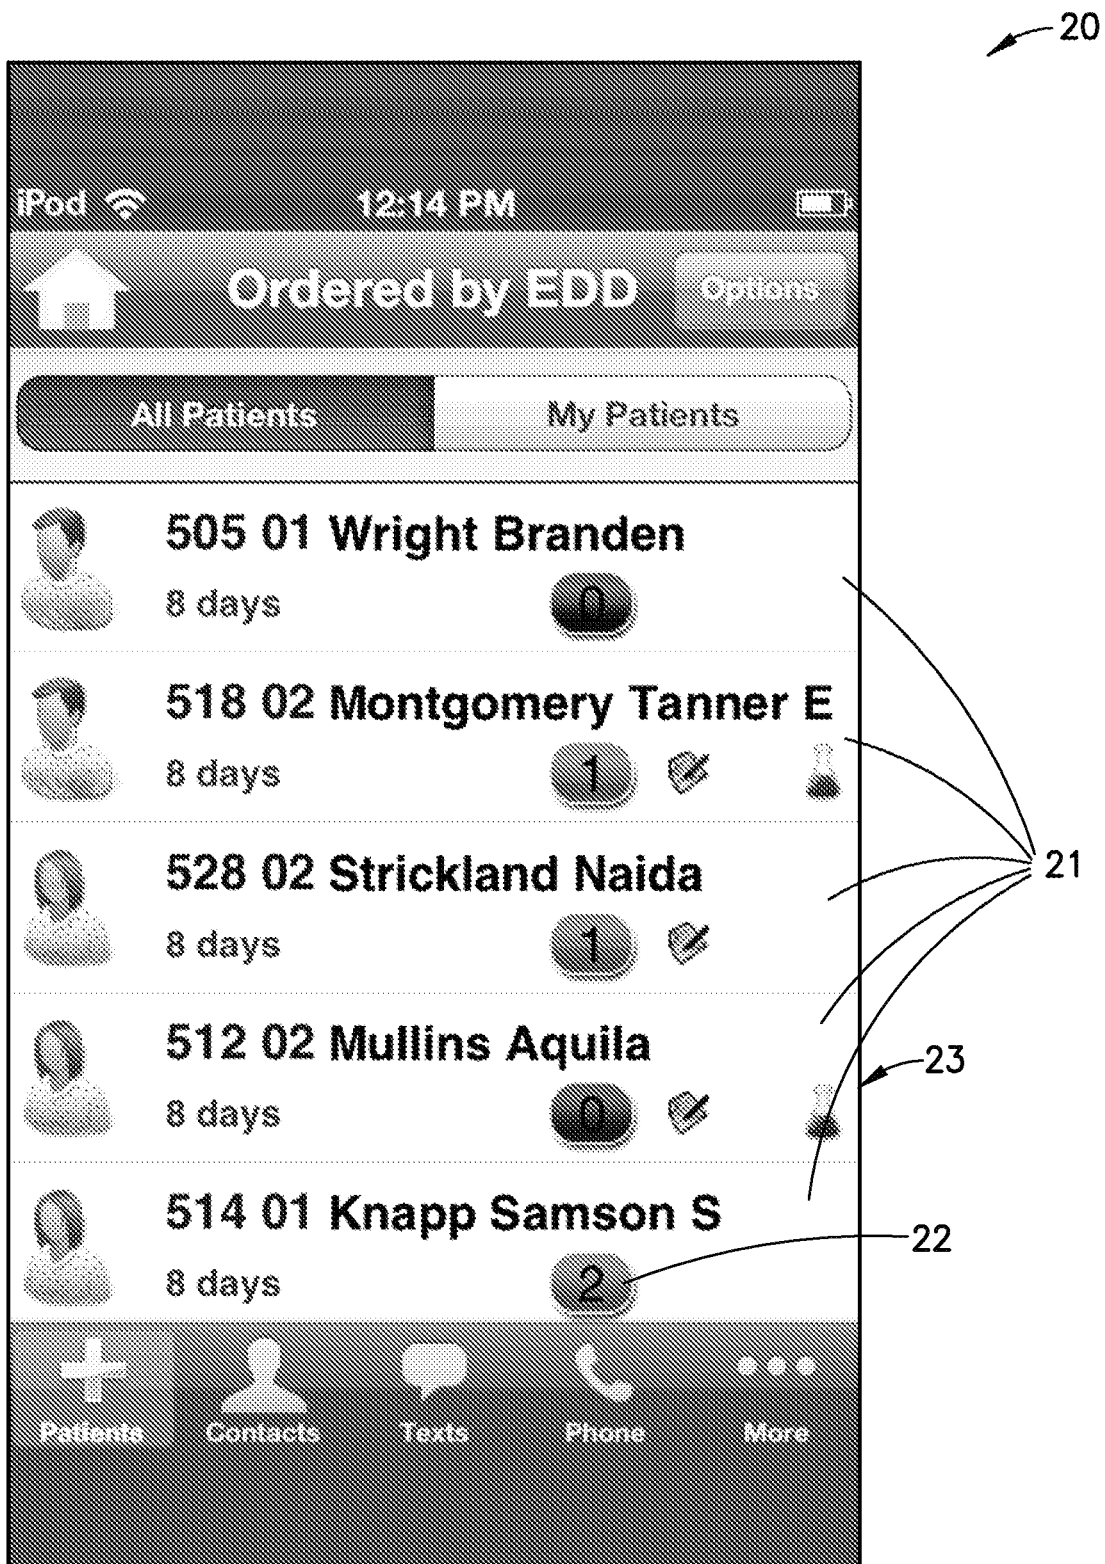 20
iPod 12:14 PM
Ordered by EDD Options
All Patients My Patients
505 01 Wright Branden
8 days 0
518 02 Montgomery Tanner E
8 days 1
21
528 02 Strickland Naida
8 days 1
512 02 Mullins Aquila
23
8 days 0
514 01 Knapp Samson S
22
8 days 2
Patients Contacts Texts Phone More